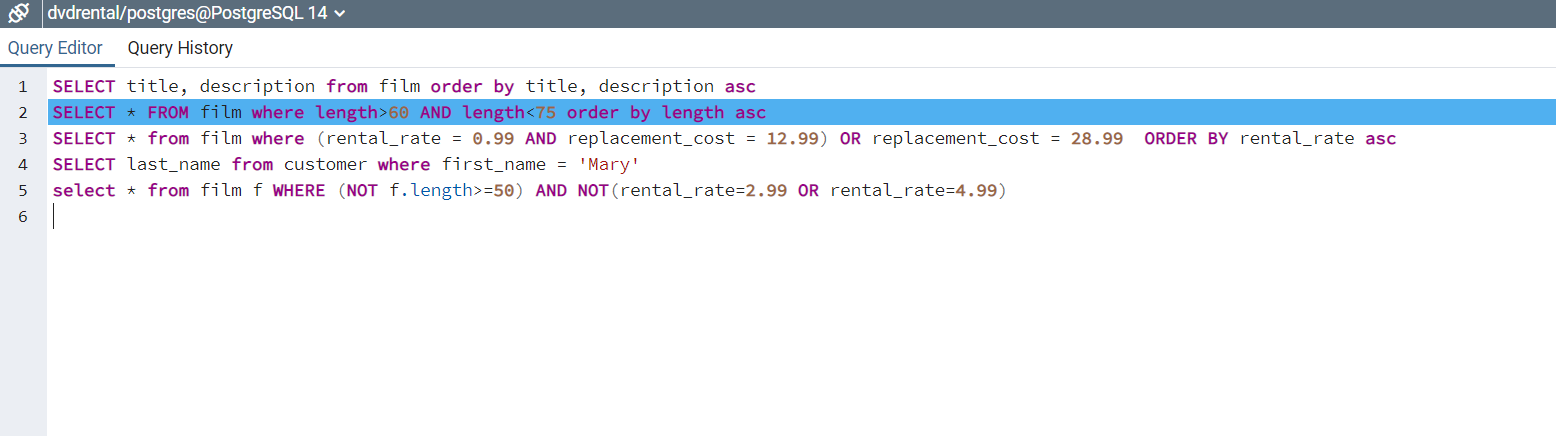 dvdrental/postgres@PostgreSQL 14
Query Editor Query History
1 SELECT title, description from film order by title, description asc
2 SELECT * FROM film where length>60 AND length<75 order by length asc
3 SELECT * from film where (rental_rate = 0.99 AND replacement_cost = 12.99) OR replacement_cost = 28.99  ORDER BY rental_rate asc
4 SELECT last_name from customer where first_name = 'Mary'
5 select * from film f WHERE (NOT f.length>=50) AND NOT(rental_rate=2.99 OR rental_rate=4.99)
6